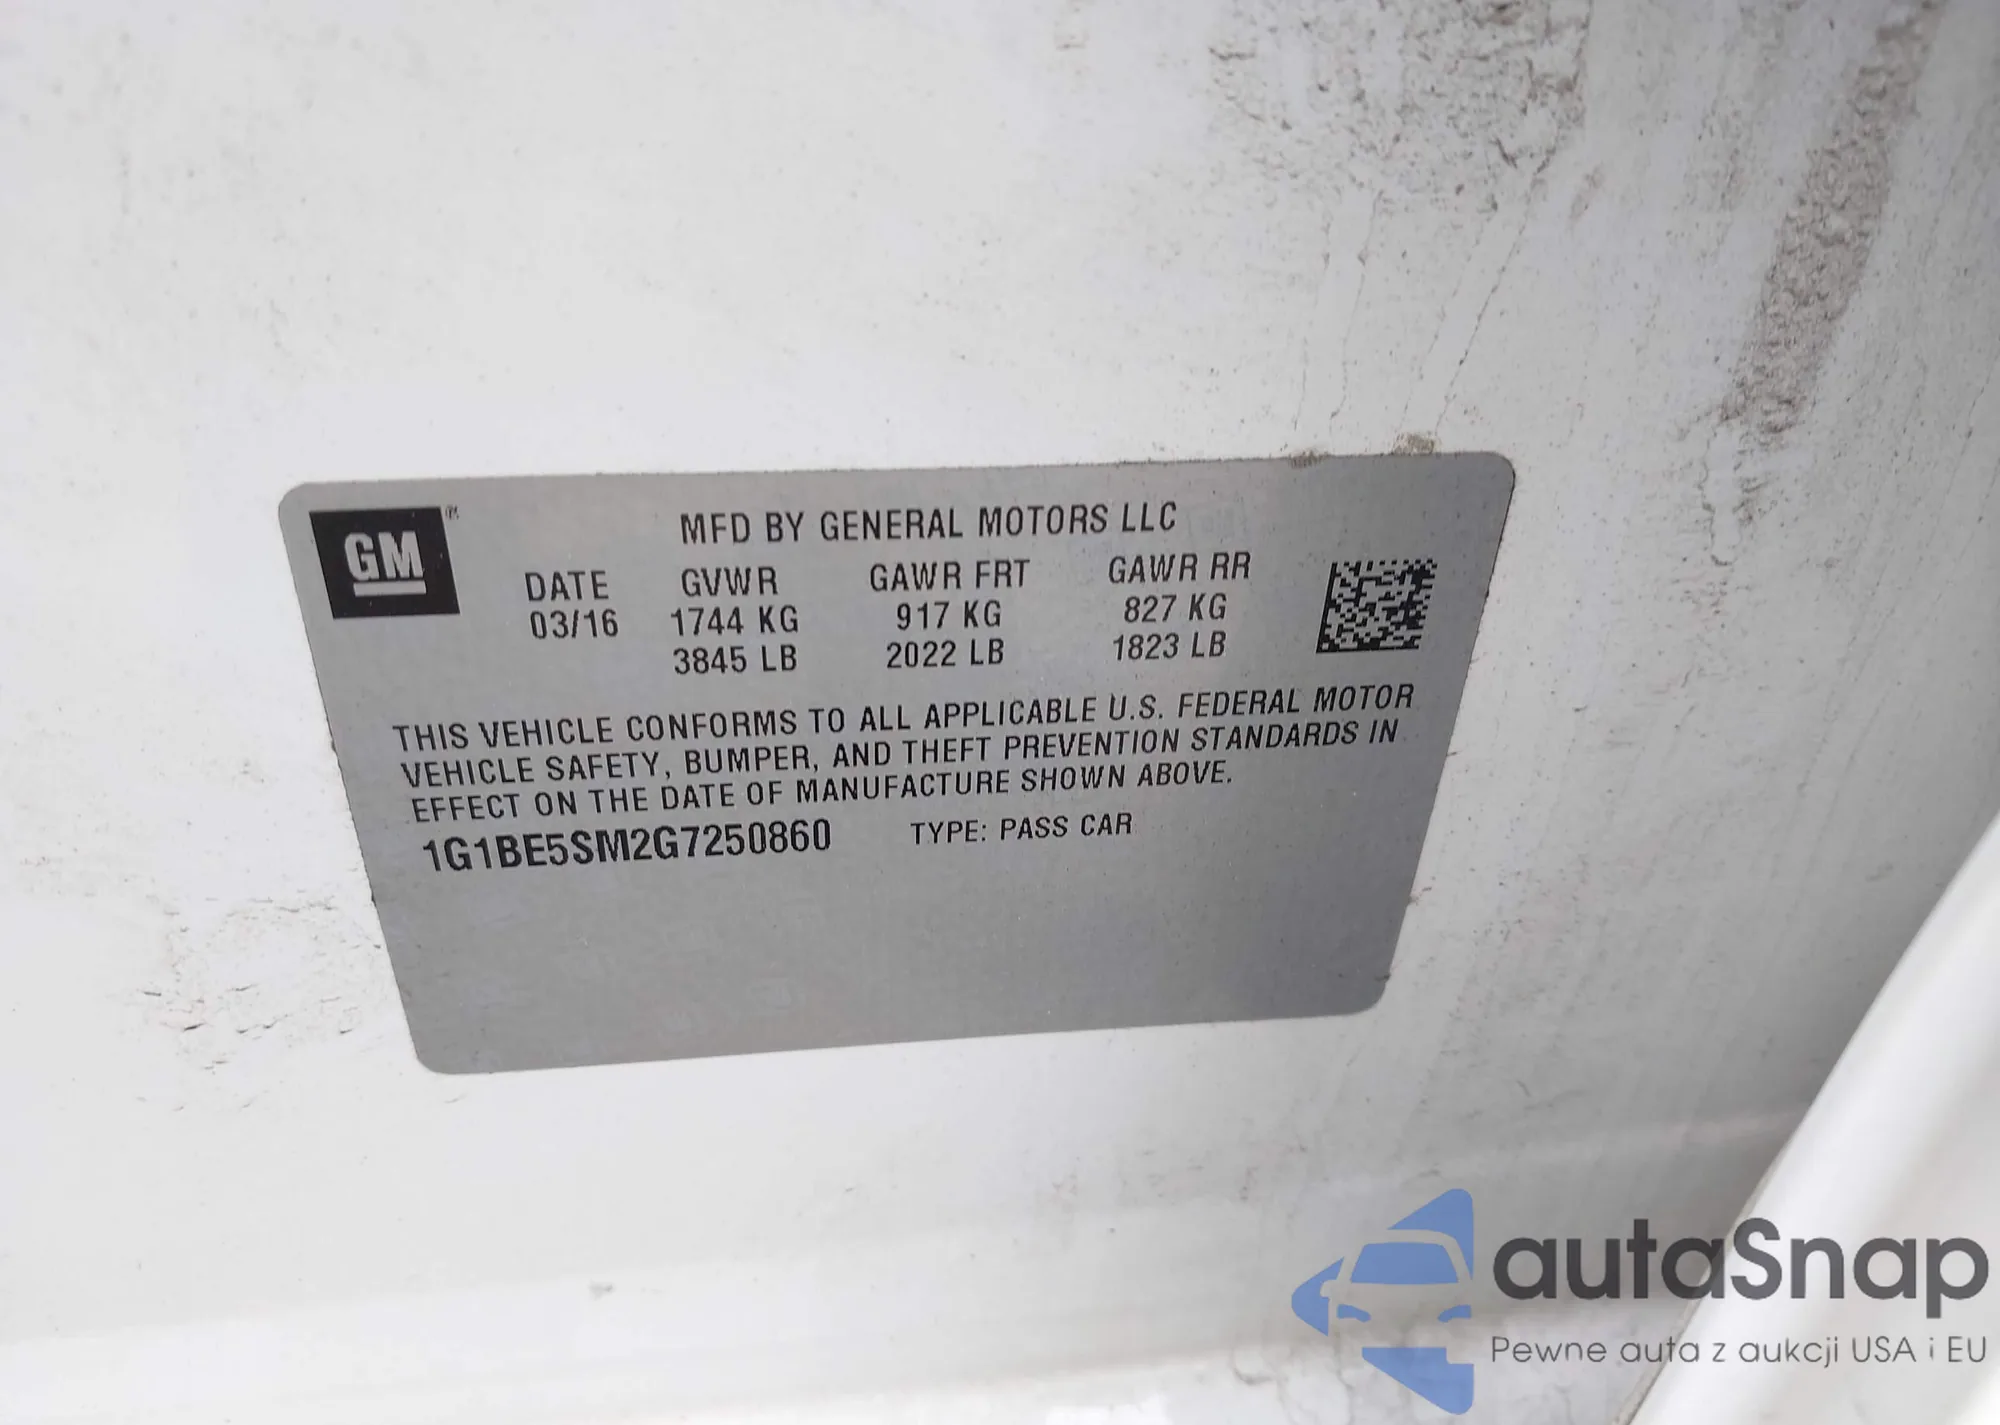 GM
MFD BY GENERAL MOTORS LLC
DATE GVWR GAWR FRT GAWR RR
03/16 1744 KG 917 KG 827 KG
3845 LB 2022 LB 1823 LB
THIS VEHICLE CONFORMS TO ALL APPLICABLE U.S. FEDERAL MOTOR
VEHICLE SAFETY, BUMPER, AND THEFT PREVENTION STANDARDS IN
EFFECT ON THE DATE OF MANUFACTURE SHOWN ABOVE.
1G1BE5SM2G7250860 TYPE: PASS CAR
autaSnap
Pewne auta z aukcji USA i EU